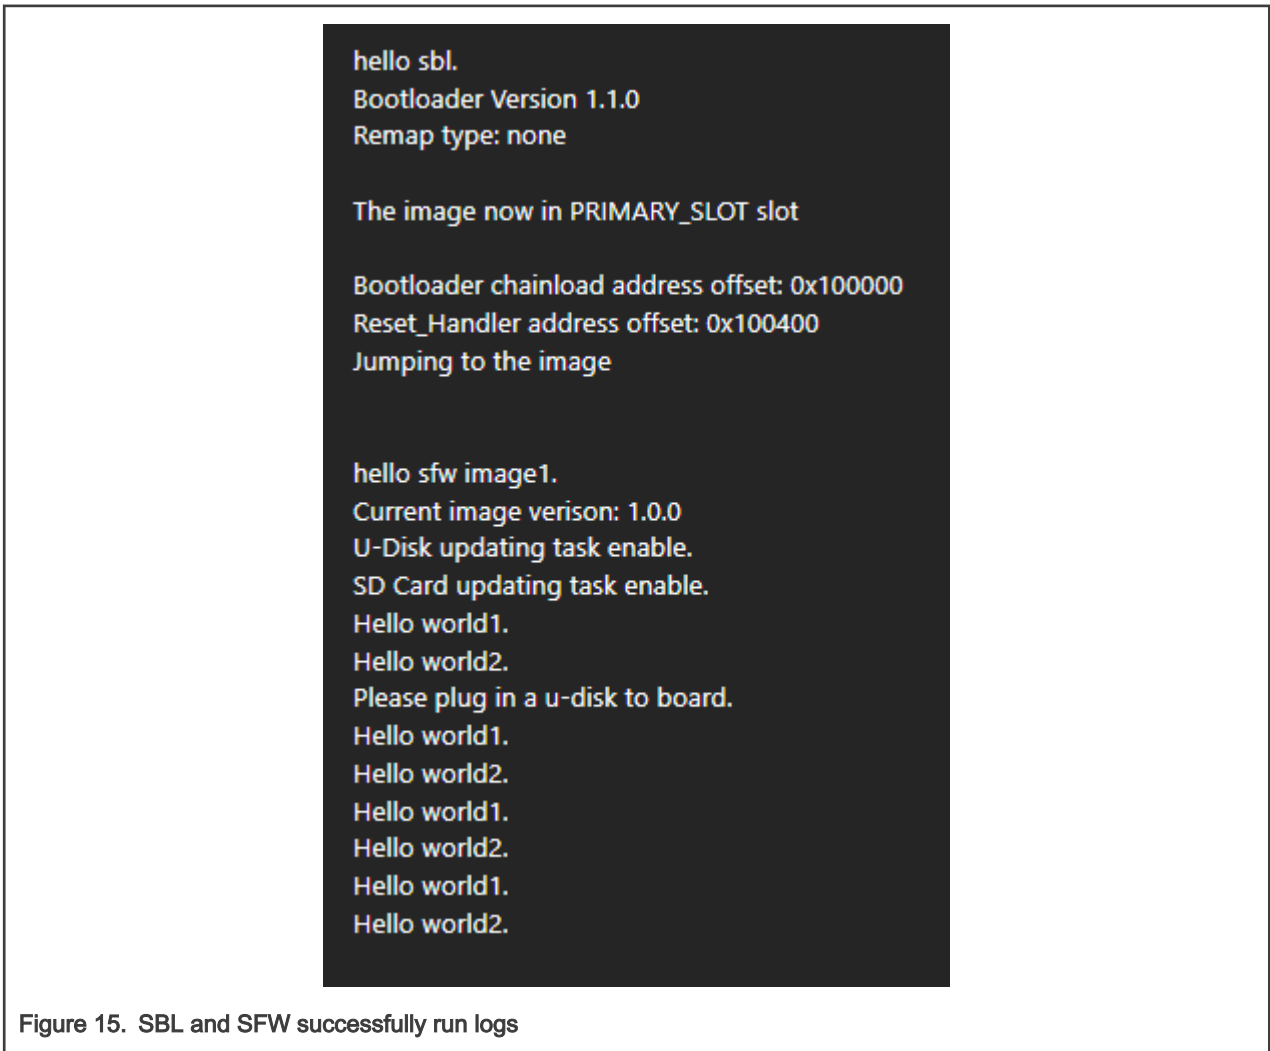 hello sbl.
Bootloader Version 1.1.0
Remap type: none
The image now in PRIMARY_SLOT slot
Bootloader chainload address offset: 0x100000
Reset_Handler address offset: 0x100400
Jumping to the image
hello sfw image1.
Current image verison: 1.0.0
U-Disk updating task enable.
SD Card updating task enable.
Hello world1.
Hello world2.
Please plug in a u-disk to board.
Hello world1.
Hello world2.
Hello world1.
Hello world2.
Hello world1.
Hello world2.
Figure 15. SBL and SFW successfully run logs